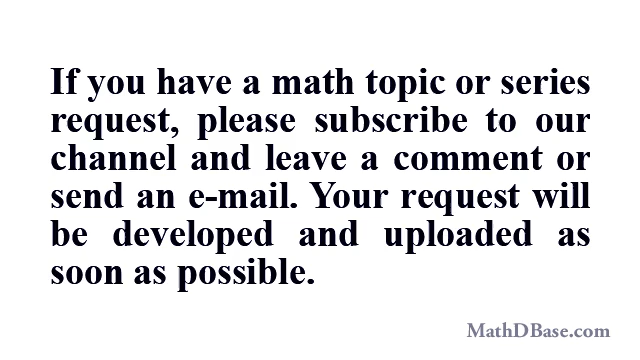 If you have a math topic or series
request, please subscribe to our
channel and leave a comment or
send an e-mail. Your request will
be developed and uploaded as
soon as possible.
MathDBase.com